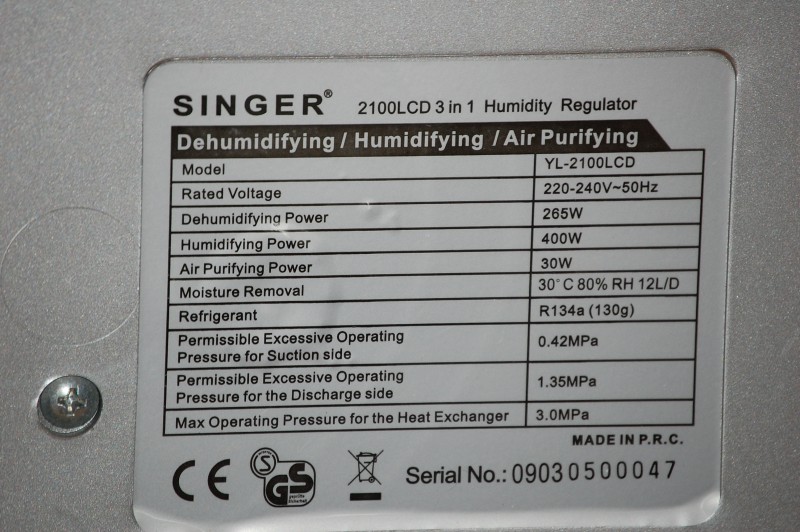 SINGER® 2100LCD 3 in 1 Humidity Regulator
Dehumidifying / Humidifying / Air Purifying
Model YL-2100LCD
Rated Voltage 220-240V~50Hz
Dehumidifying Power 265W
Humidifying Power 400W
Air Purifying Power 30W
Moisture Removal 30°C 80% RH 12L/D
Refrigerant R134a (130g)
Permissible Excessive Operating
Pressure for Suction side 0.42MPa
Permissible Excessive Operating
Pressure for the Discharge side 1.35MPa
Max Operating Pressure for the Heat Exchanger 3.0MPa
MADE IN P.R.C.
CE S GS geprüfte Sicherheit Serial No.: 09030500047